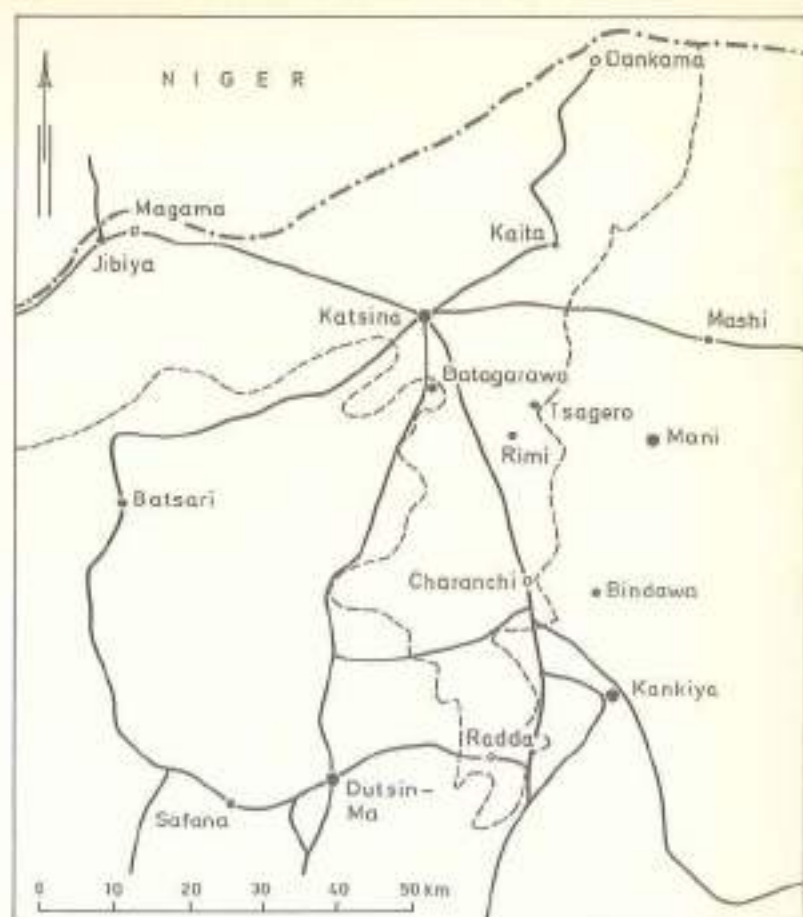 Dankama
NIGER
Magama
Kaita
Jibiya
Katsina
Mashi
Batagarawa
Tsagero
Mani
Rimi
Batsari
Charanchi
Bindawa
Kankiya
Radda
Dutsin-
Ma
Safana
0 10 20 30 40 50 km